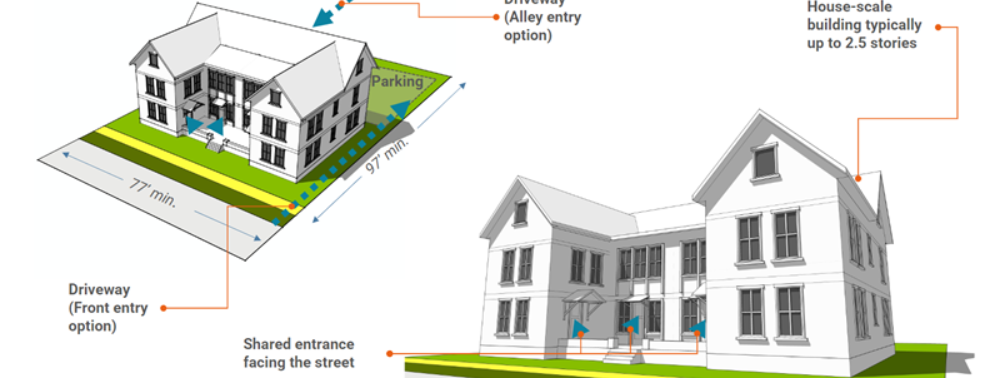 Driveway
(Alley entry
option)
House-scale
building typically
up to 2.5 stories
Parking
97' min.
77' min.
Driveway
(Front entry
option)
Shared entrance
facing the street